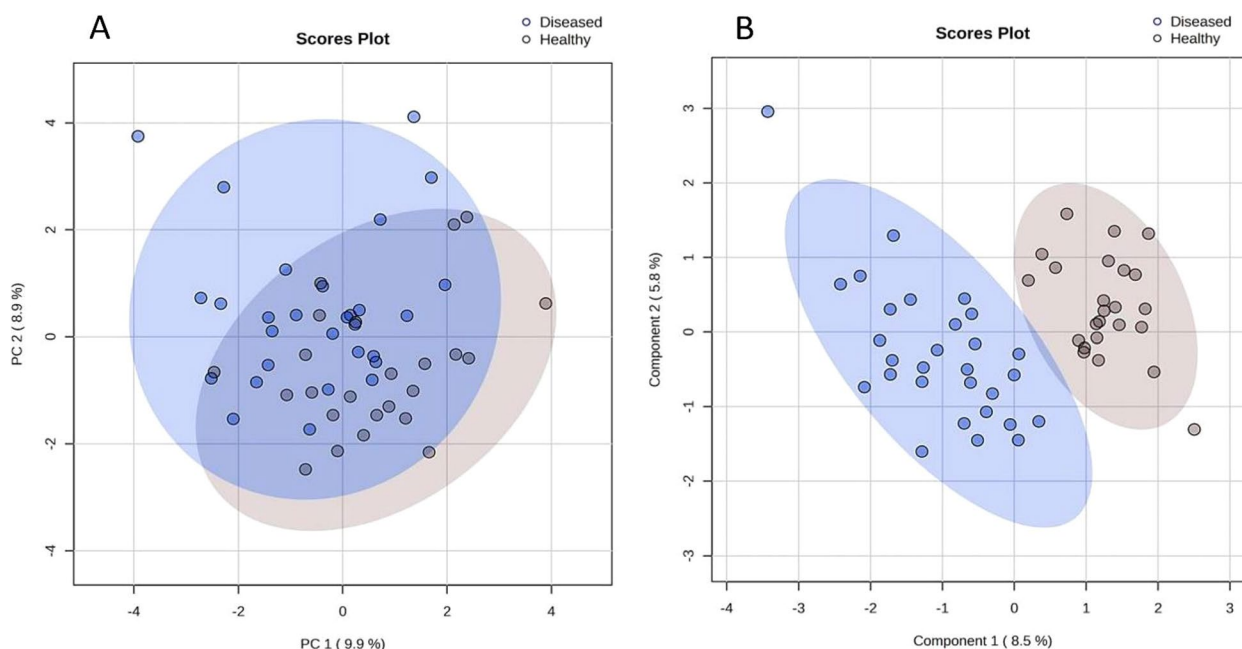 A
Scores Plot
Diseased
Healthy
4
2
0
-2
-4
PC 2 ( 8.9 %)
-4
-2
0
2
4
PC 1 ( 9.9 %)
B
Scores Plot
Diseased
Healthy
3
2
1
0
-1
-2
-3
Component 2 ( 5.8 %)
-4
-3
-2
-1
0
1
2
3
Component 1 ( 8.5 %)